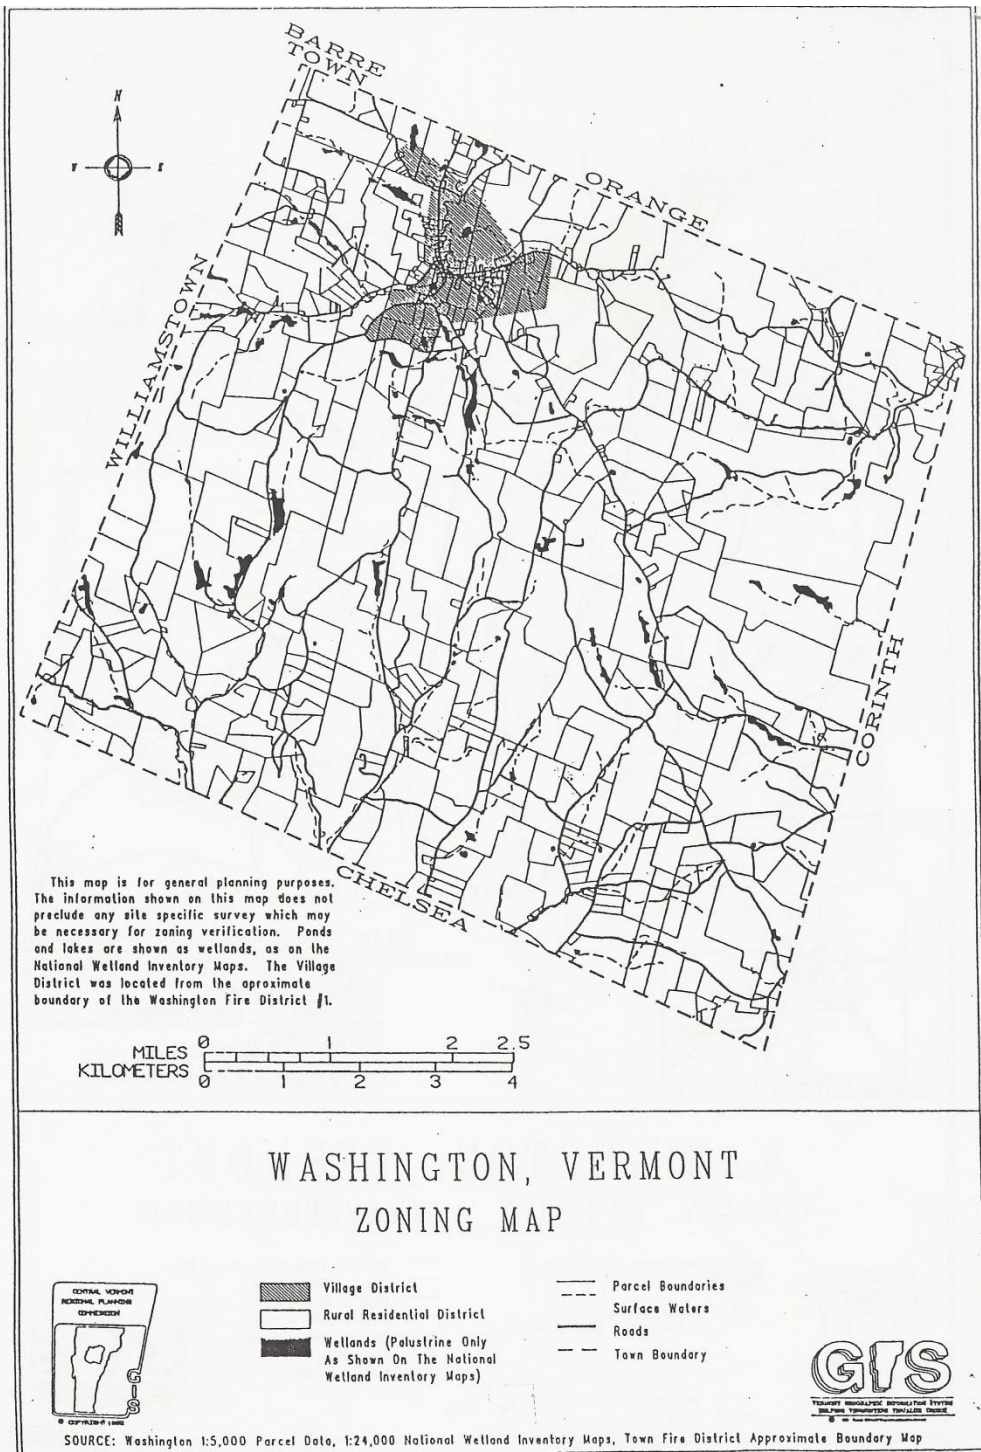 BARRE
TOWN
N
ORANGE
WILLIAMSTOWN
CORINTH
CHELSEA
This map is for general planning purposes.
The information shown on this map does not
preclude any site specific survey which may
be necessary for zoning verification. Ponds
and lakes are shown as wetlands, as on the
National Wetland Inventory Maps. The Village
District was located from the aproximate
boundary of the Washington Fire District #1.
MILES 0 1 2 2.5
KILOMETERS 0 1 2 3 4
WASHINGTON, VERMONT
ZONING MAP
CENTRAL VERMONT
REGIONAL PLANNING
COMMISSION
GIS
© COPYRIGHT
Village District
Rural Residential District
Wetlands (Palustrine Only
As Shown On The National
Wetland Inventory Maps)
Parcel Boundaries
Surface Waters
Roads
Town Boundary
GIS
VERMONT GEOGRAPHIC INFORMATION SYSTEM
SOURCE: Washington 1:5,000 Parcel Data, 1:24,000 National Wetland Inventory Maps, Town Fire District Approximate Boundary Map